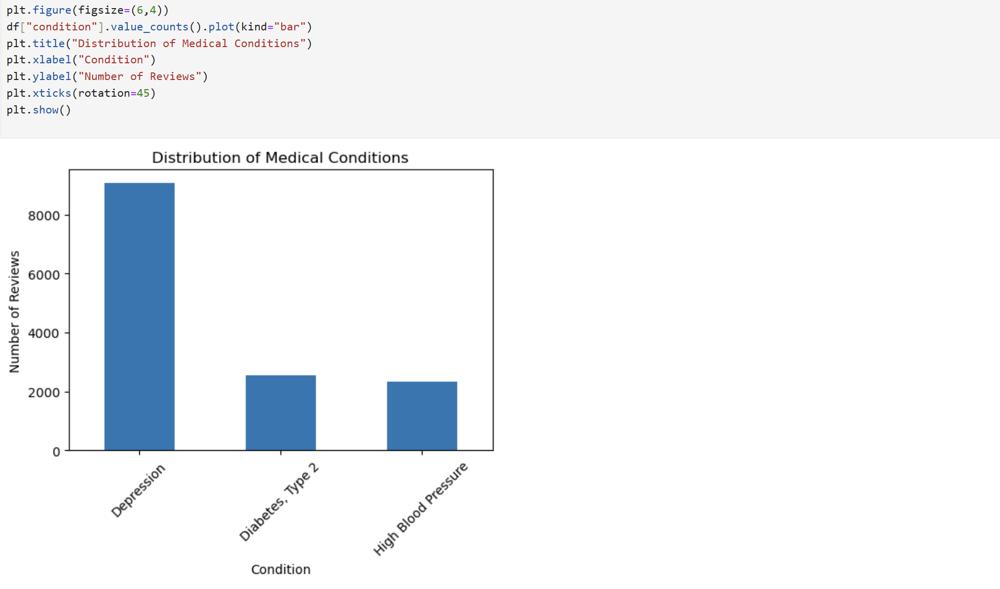 plt.figure(figsize=(6,4))
df["condition"].value_counts().plot(kind="bar")
plt.title("Distribution of Medical Conditions")
plt.xlabel("Condition")
plt.ylabel("Number of Reviews")
plt.xticks(rotation=45)
plt.show()
Distribution of Medical Conditions
Number of Reviews
8000
6000
4000
2000
0
Depression
Diabetes, Type 2
High Blood Pressure
Condition